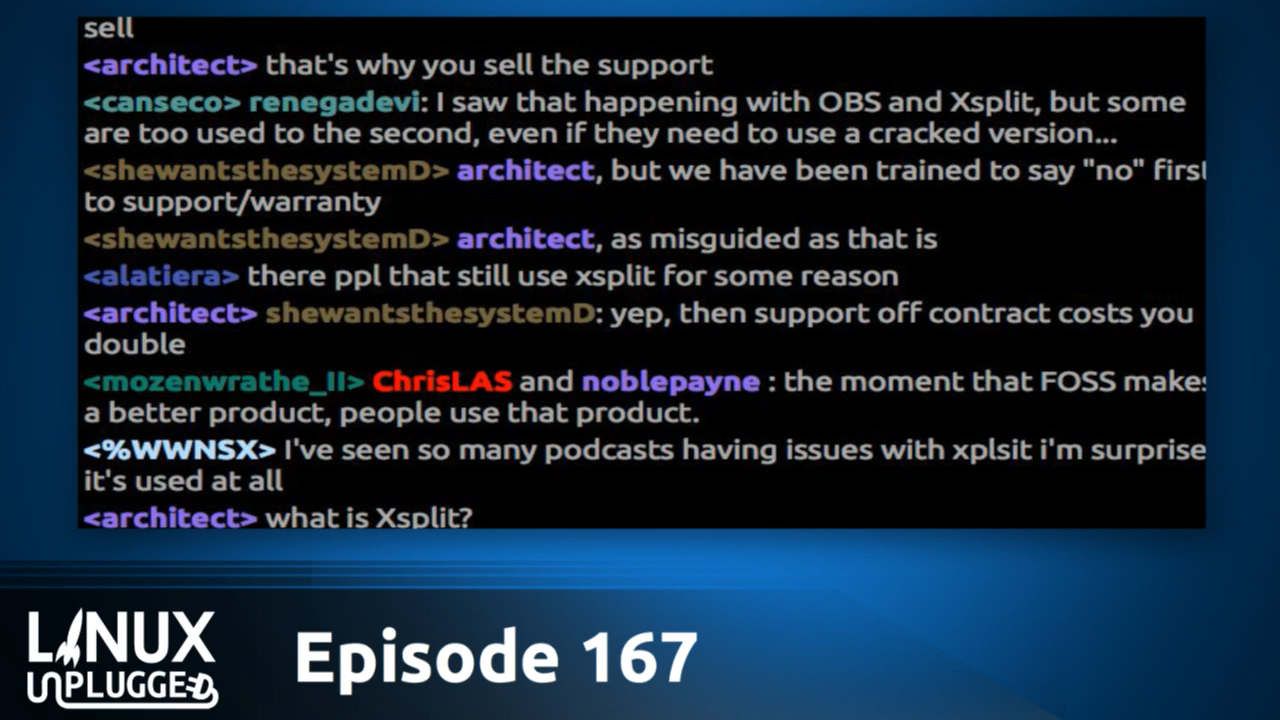 sell
<architect> that's why you sell the support
<canseco> renegadevi: I saw that happening with OBS and Xsplit, but some
are too used to the second, even if they need to use a cracked version...
<shewantsthesystemD> architect, but we have been trained to say "no" first
to support/warranty
<shewantsthesystemD> architect, as misguided as that is
<alatiera> there ppl that still use xsplit for some reason
<architect> shewantsthesystemD: yep, then support off contract costs you
double
<mozenwrathe_II> ChrisLAS and noblepayne : the moment that FOSS makes
a better product, people use that product.
<%WWNSX> I've seen so many podcasts having issues with xplsit i'm surprise
it's used at all
<architect> what is Xsplit?
LINUX
UNPLUGGED
Episode 167